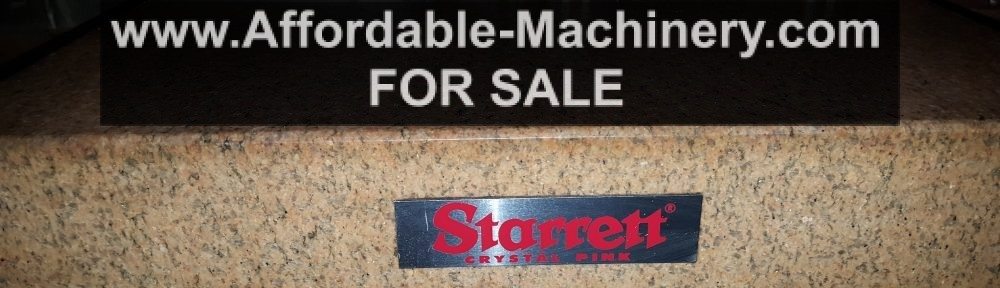 www.Affordable-Machinery.com
FOR SALE
Starrett®
CRYSTAL PINK